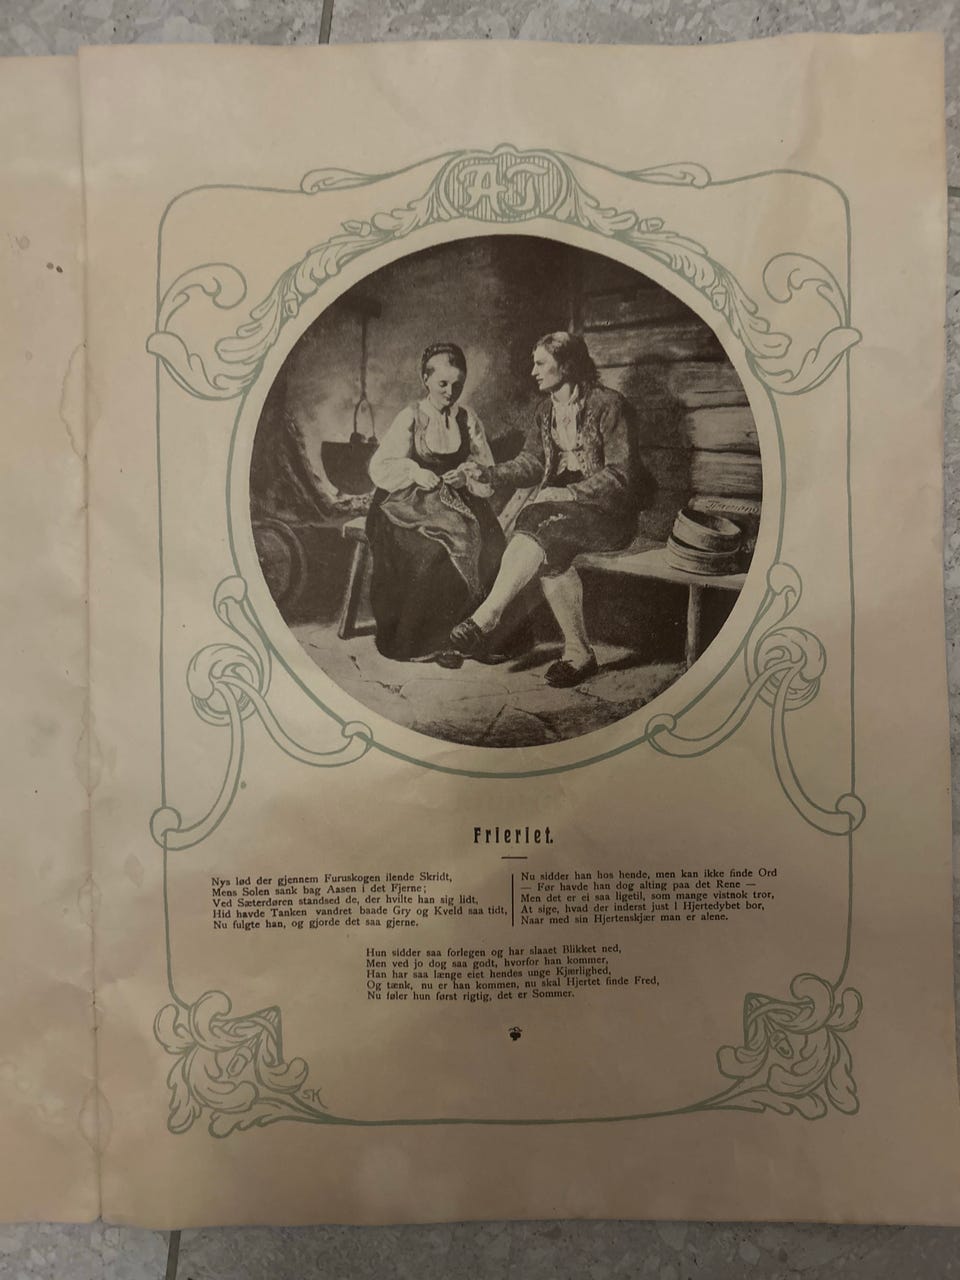 AT
Frieriet.
Nys lød der gjennem Furuskogen ilende Skridt,
Mens Solen sank bag Aasen i det Fjerne;
Ved Sæterdøren standsed de, der hvilte han sig lidt,
Hid havde Tanken vandret baade Gry og Kveld saa tidt,
Nu fulgte han, og gjorde det saa gjerne.
Nu sidder han hos hende, men kan ikke finde Ord
— Før havde han dog alting paa det Rene —
Men det er ei saa ligetil, som mange vistnok tror,
At sige, hvad der inderst just i Hjertedybet bor,
Naar med sin Hjertenskjær man er alene.
Hun sidder saa forlegen og har slaaet Blikket ned,
Men ved jo dog saa godt, hvorfor han kommer,
Han har saa længe eiet hendes unge Kjærlighed,
Og tænk, nu er han kommen, nu skal Hjertet finde Fred,
Nu føler hun først rigtig, det er Sommer.
SK